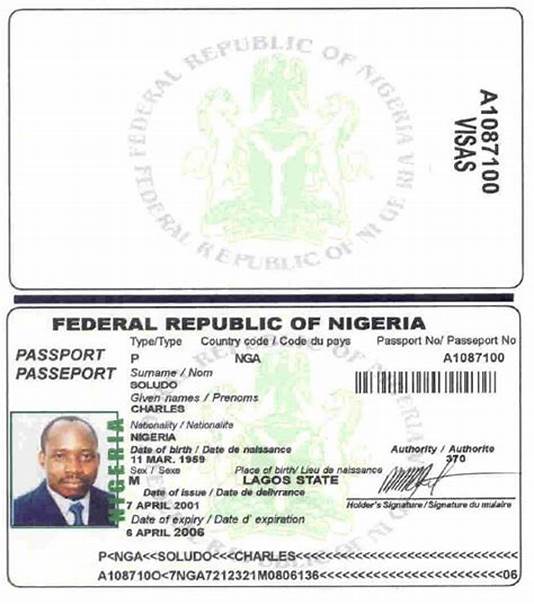 FEDERAL REPUBLIC OF NIGERIA
FEDERAL REPUBLIC OF NIGERIA
A1087100
VISAS
FEDERAL REPUBLIC OF NIGERIA
PASSPORT
PASSEPORT
Type/Type Country code / Code du pays Passport No/ Passeport No
P NGA A1087100
Surname / Nom
SOLUDO
Given names / Prenoms
CHARLES
Nationality / Nationalite
NIGERIA
Date of birth / Date de naissance Authority / Authorite
11 MAR. 1959 370
Sex / Sexe Place of birth/ Lieu de naissance
M LAGOS STATE
Date of issue / Date de delivrance
7 APRIL 2001 Holder's Signature / Signature du mulaire
Date of expiry / Date d' expiration
6 APRIL 2006
NIGERIA
P<NGA<<SOLUDO<<<CHARLES<<<<<<<<<<<<<<<<<<<<
A108710O<7NGA7212321M0806136<<<<<<<<<<<<<<<<<06